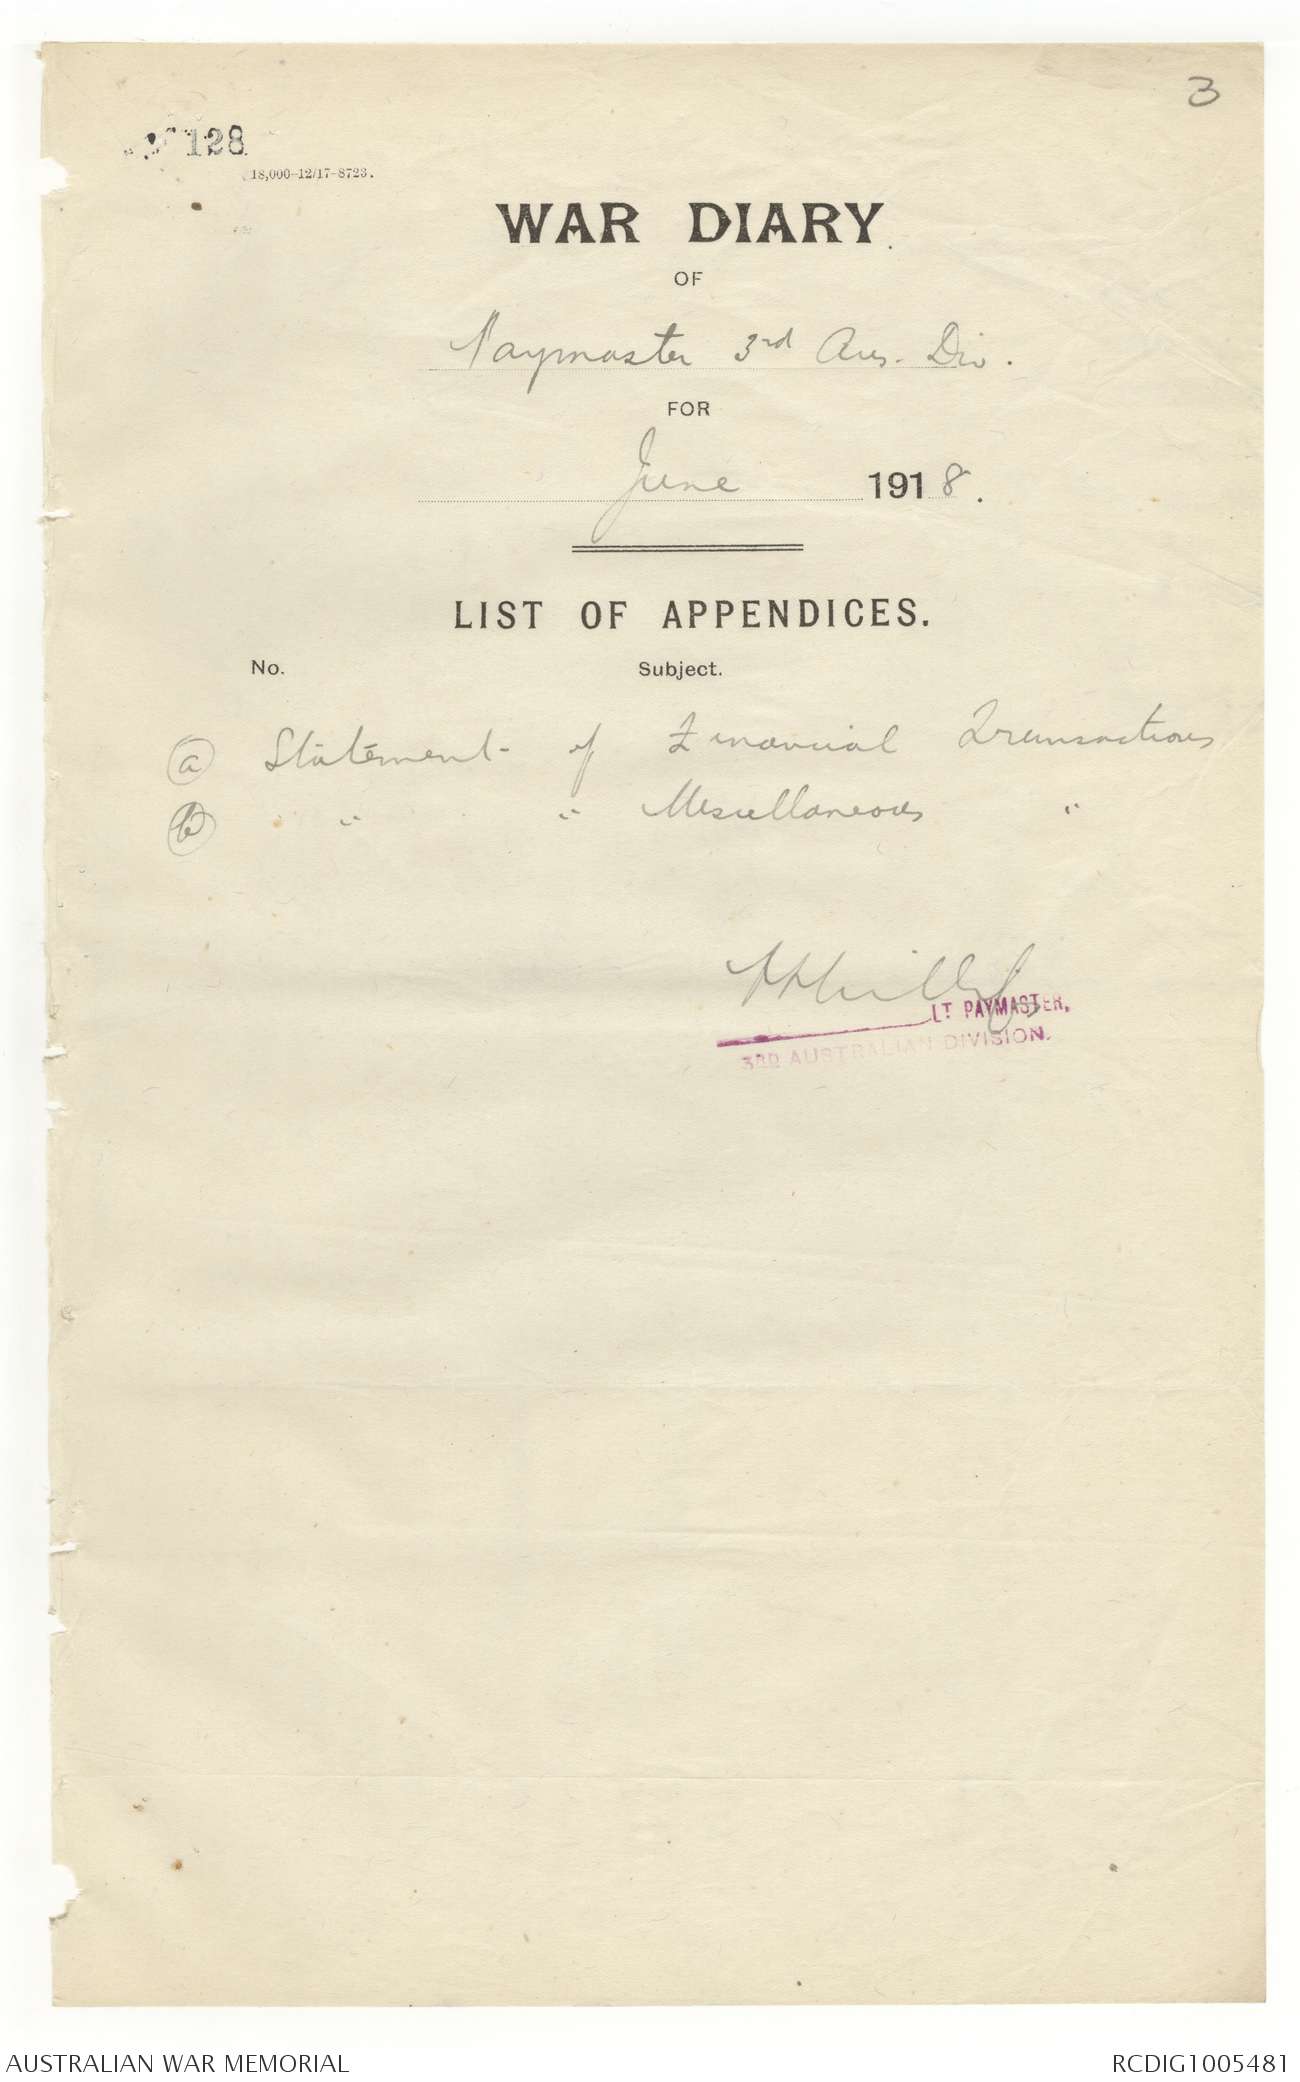 3
128
18,000–12/17–8723.
WAR DIARY
OF
Paymaster 3rd Aus. Div.
FOR
June 1918.
LIST OF APPENDICES.
No. Subject.
(a) Statement of Financial Transactions
(b) " " Miscellaneous "
LT PAYMASTER,
3RD AUSTRALIAN DIVISION.
AUSTRALIAN WAR MEMORIAL
RCDIG1005481